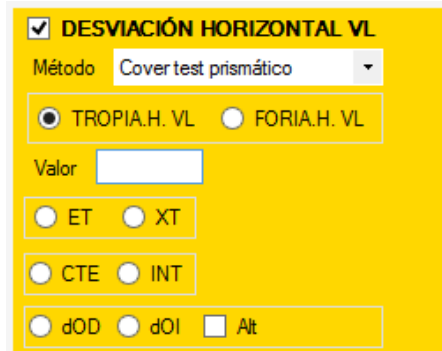 DESVIACIÓN HORIZONTAL VL
Método Cover test prismático
TROPIA.H. VL FORIA.H. VL
Valor
ET XT
CTE INT
dOD dOI Alt